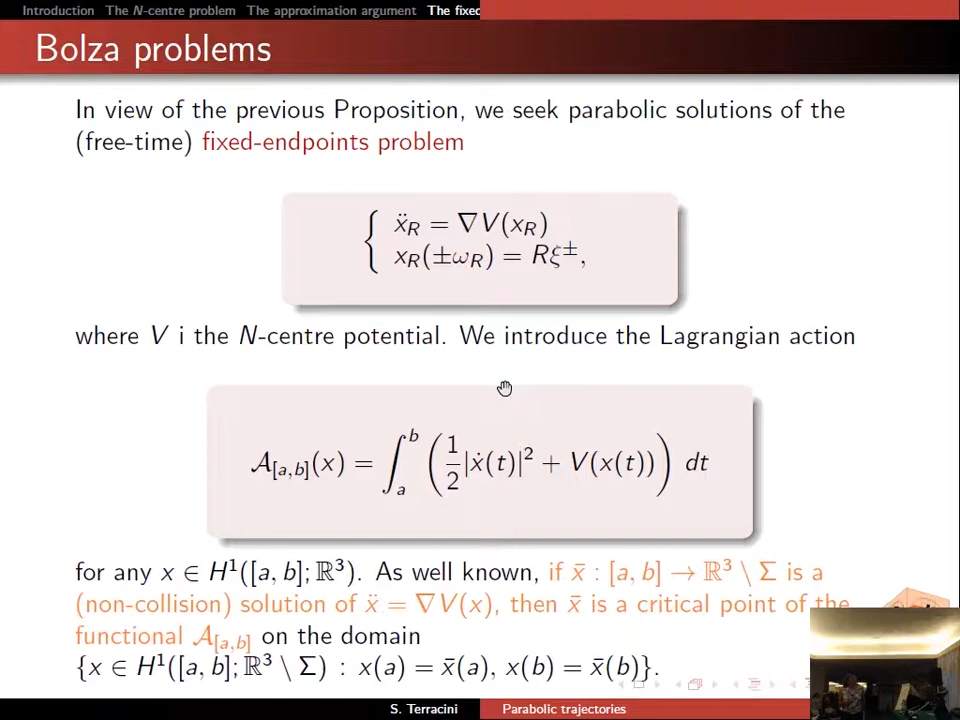 Introduction The N-centre problem The approximation argument The fixed
Bolza problems
In view of the previous Proposition, we seek parabolic solutions of the
(free-time) fixed-endpoints problem
{ ẍ_R = ∇V(x_R)
x_R(±ω_R) = Rξ^±,
where V i the N-centre potential. We introduce the Lagrangian action
𝒜_[a,b](x) = ∫_a^b (1/2 |ẋ(t)|^2 + V(x(t))) dt
for any x ∈ H^1([a, b]; ℝ^3). As well known, if x̄ : [a, b] → ℝ^3 \ Σ is a
(non-collision) solution of ẍ = ∇V(x), then x̄ is a critical point of the
functional 𝒜_[a,b] on the domain
{x ∈ H^1([a, b]; ℝ^3 \ Σ) : x(a) = x̄(a), x(b) = x̄(b)}.
S. Terracini Parabolic trajectories